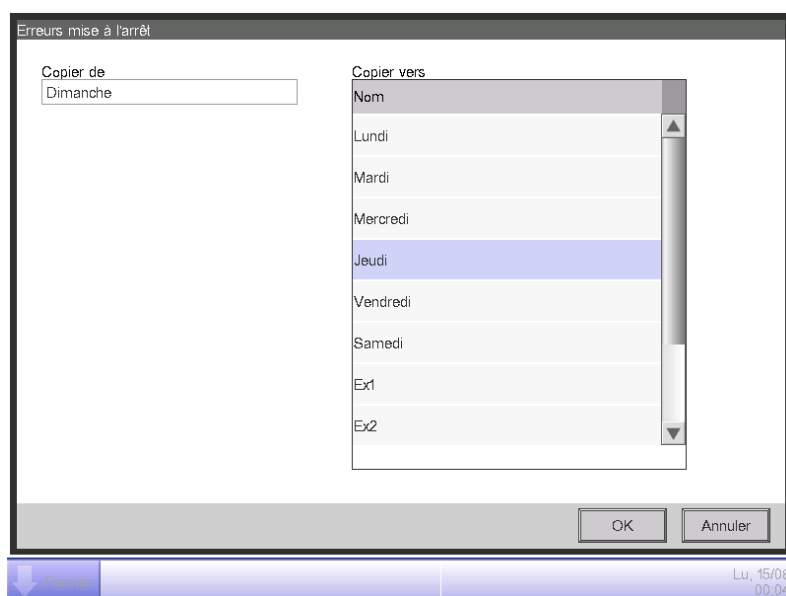 Erreurs mise à l'arrêt
Copier de
Dimanche
Copier vers
Nom
Lundi
Mardi
Mercredi
Jeudi
Vendredi
Samedi
Ex1
Ex2
OK
Annuler
Fermer
Lu, 15/08
00:04